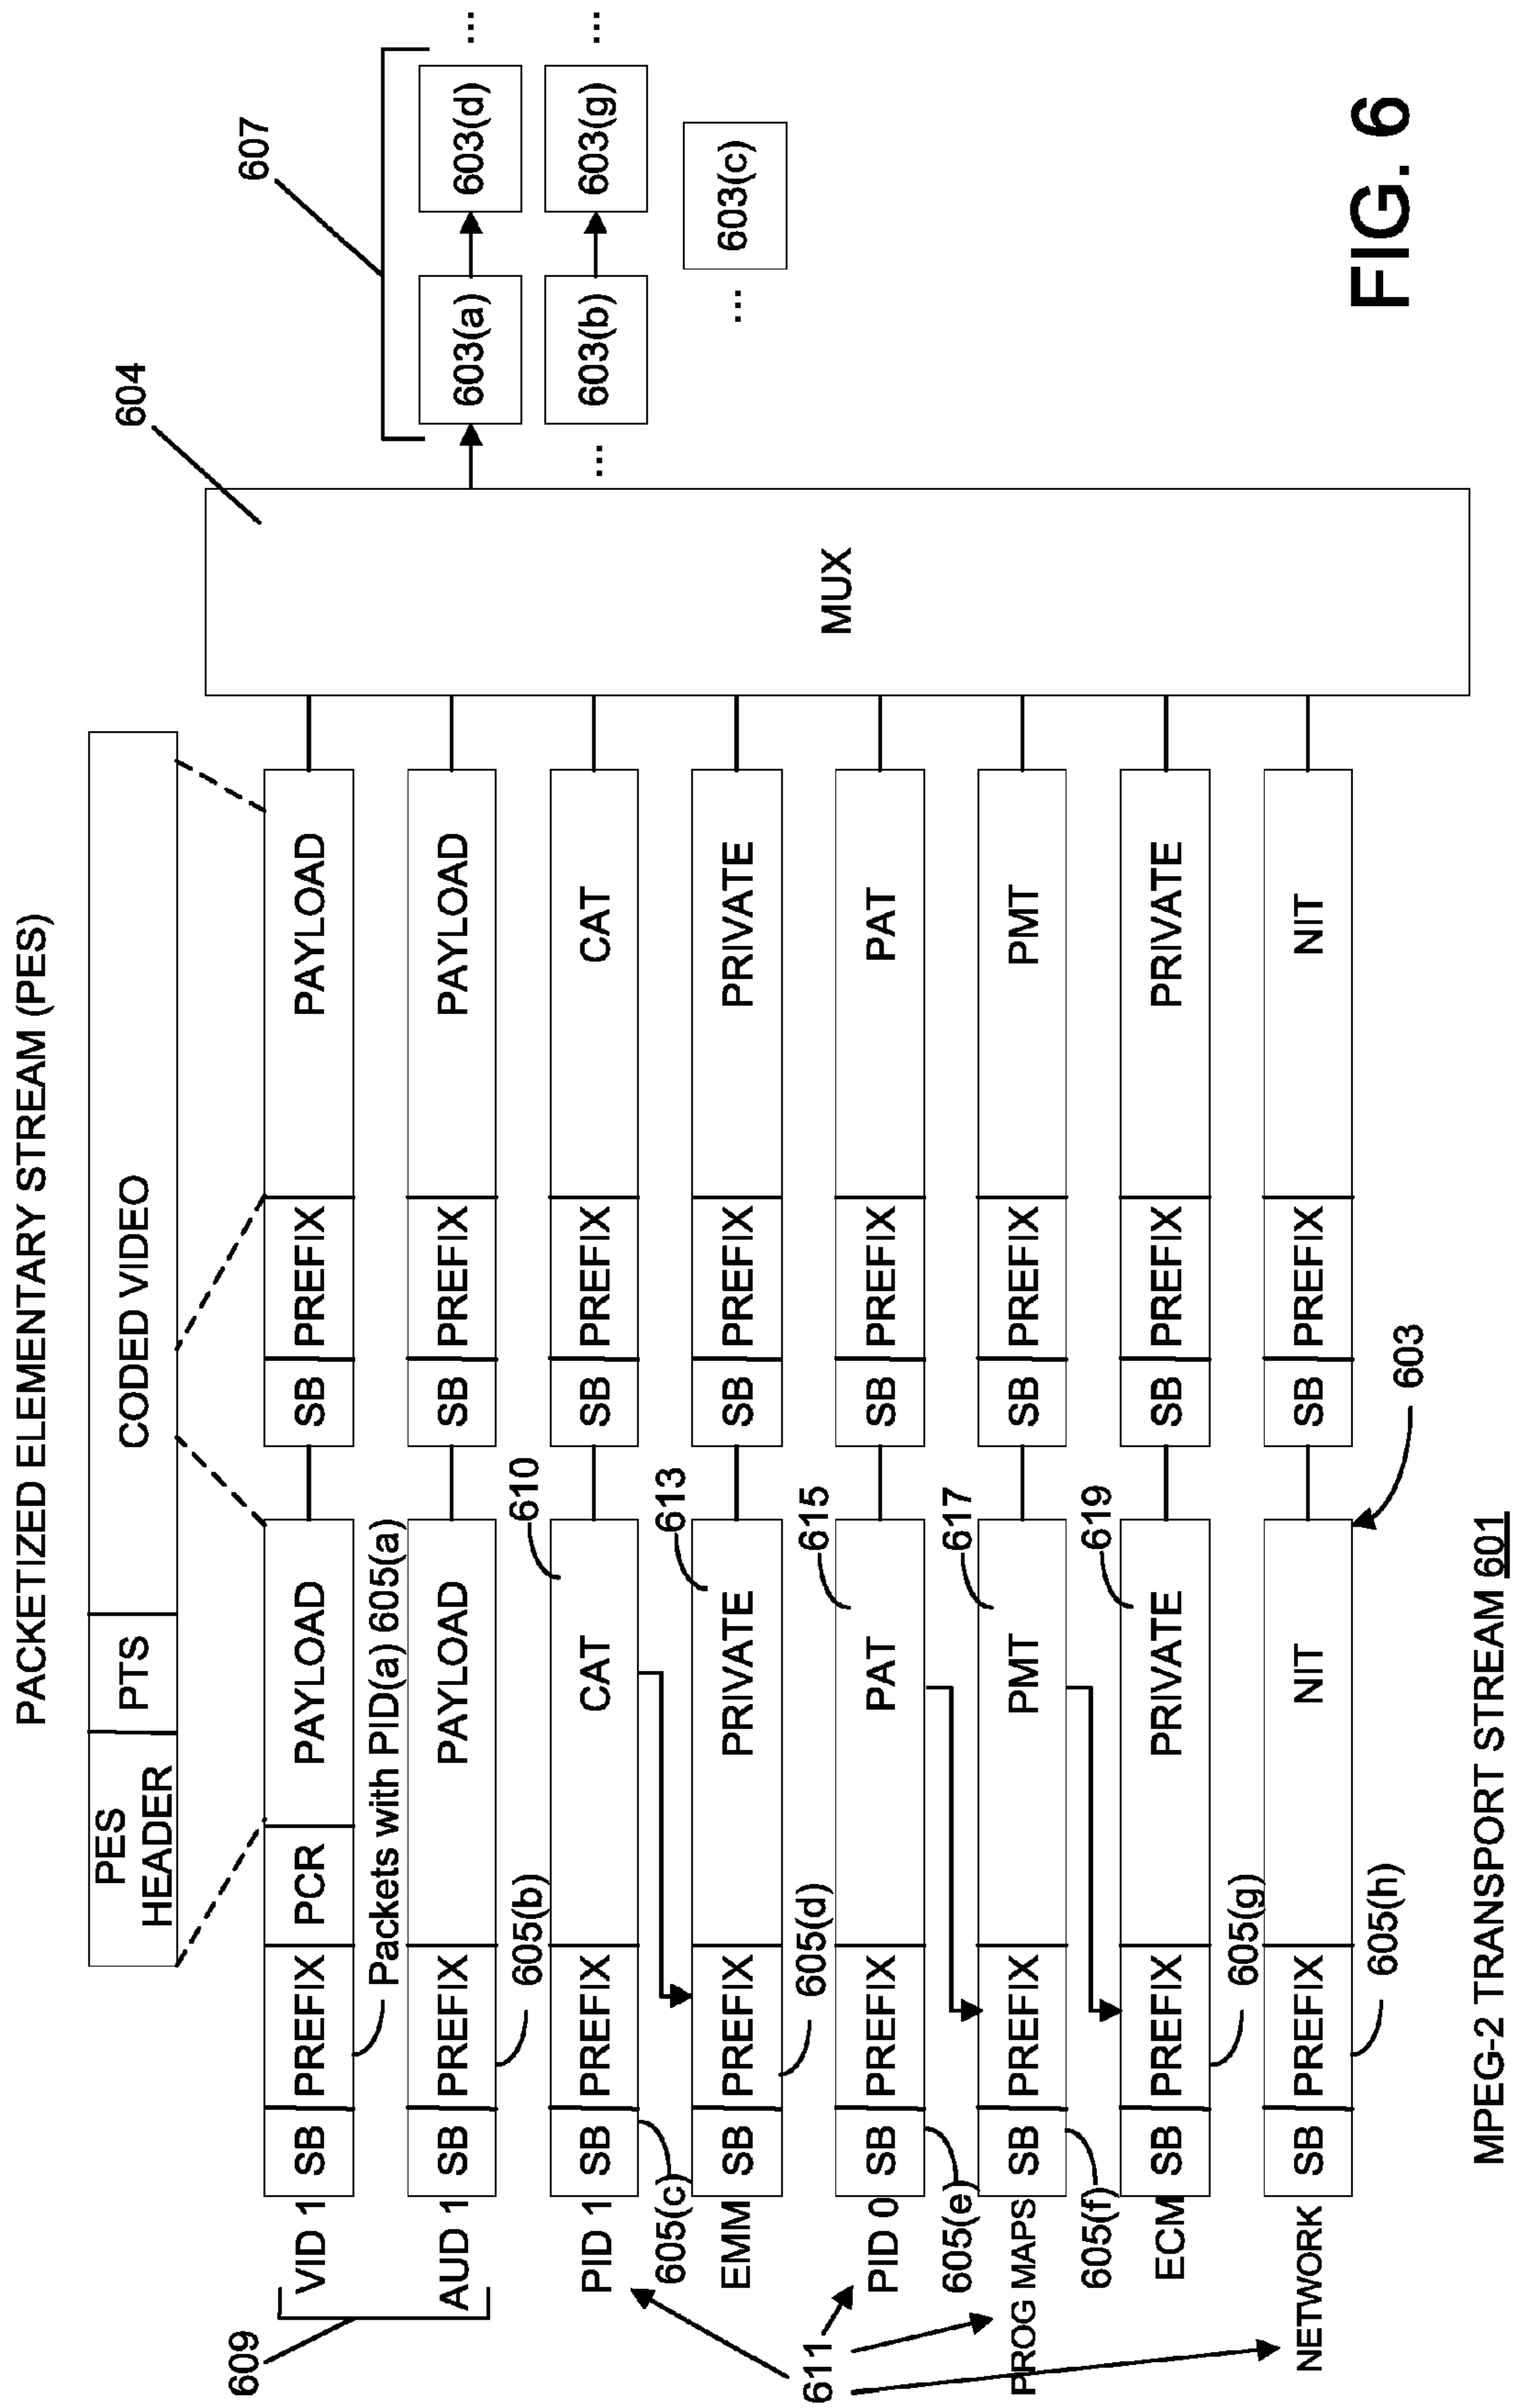 PACKETIZED ELEMENTARY STREAM (PES)
PES HEADER PTS CODED VIDEO
609
VID 1 SB PREFIX PCR PAYLOAD SB PREFIX PAYLOAD
Packets with PID(a) 605(a)
AUD 1 SB PREFIX PAYLOAD SB PREFIX PAYLOAD
605(b) 610
PID 1 SB PREFIX CAT SB PREFIX CAT
605(c) 613
EMM SB PREFIX PRIVATE SB PREFIX PRIVATE
605(d) 615
611
PID 0 SB PREFIX PAT SB PREFIX PAT
605(e) 617
PROG MAPS SB PREFIX PMT SB PREFIX PMT
605(f) 619
ECM SB PREFIX PRIVATE SB PREFIX PRIVATE
605(g)
NETWORK SB PREFIX NIT SB PREFIX NIT
605(h) 603
MPEG-2 TRANSPORT STREAM 601
604
MUX
607
603(a) 603(d) ...
... 603(b) 603(g) ...
... 603(c)
FIG. 6